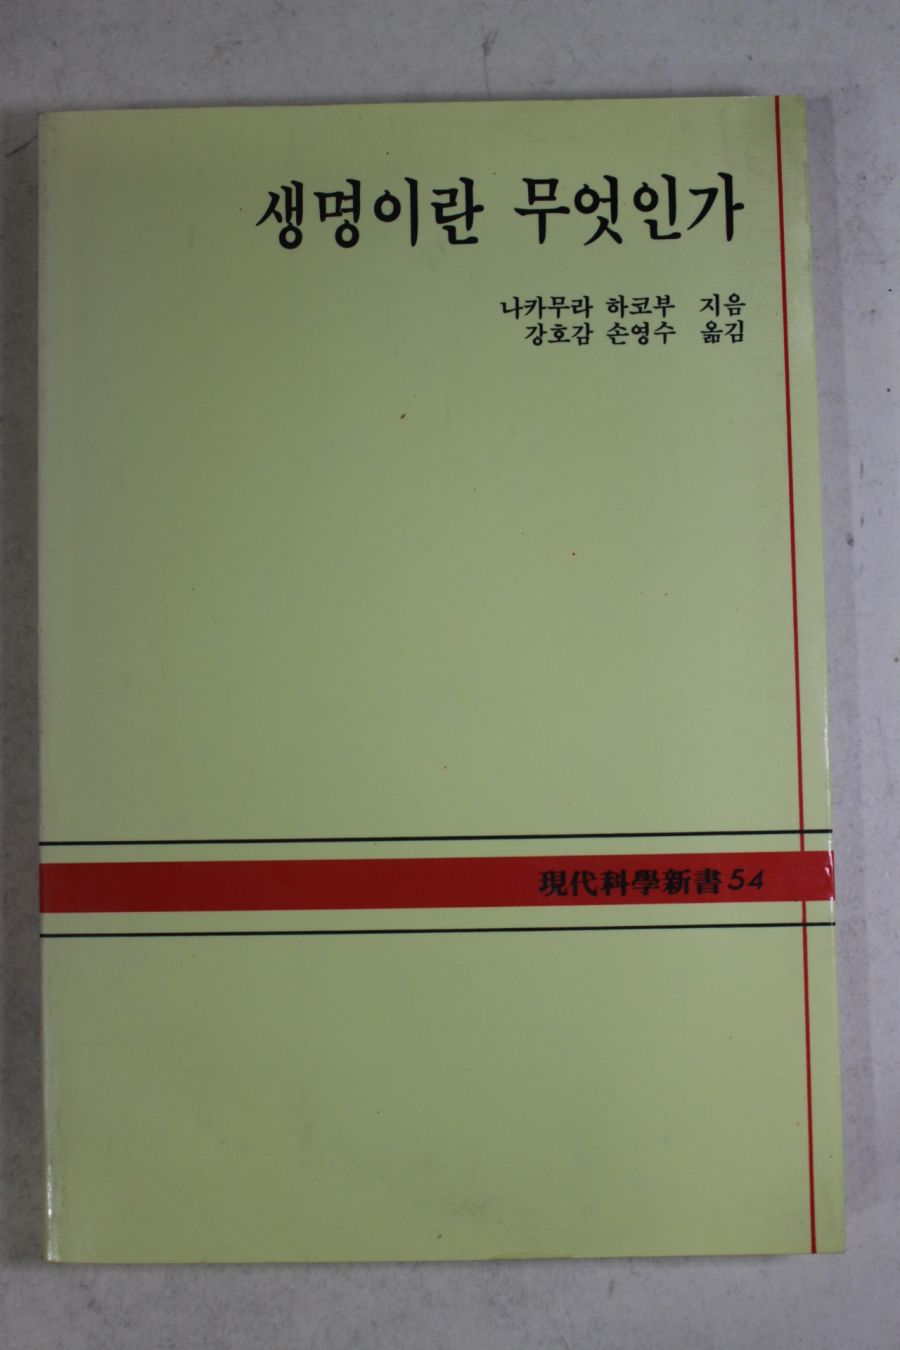 생명이란 무엇인가
나카무라 하코부 지음
강호감 손영수 옮김
現代科學新書 54